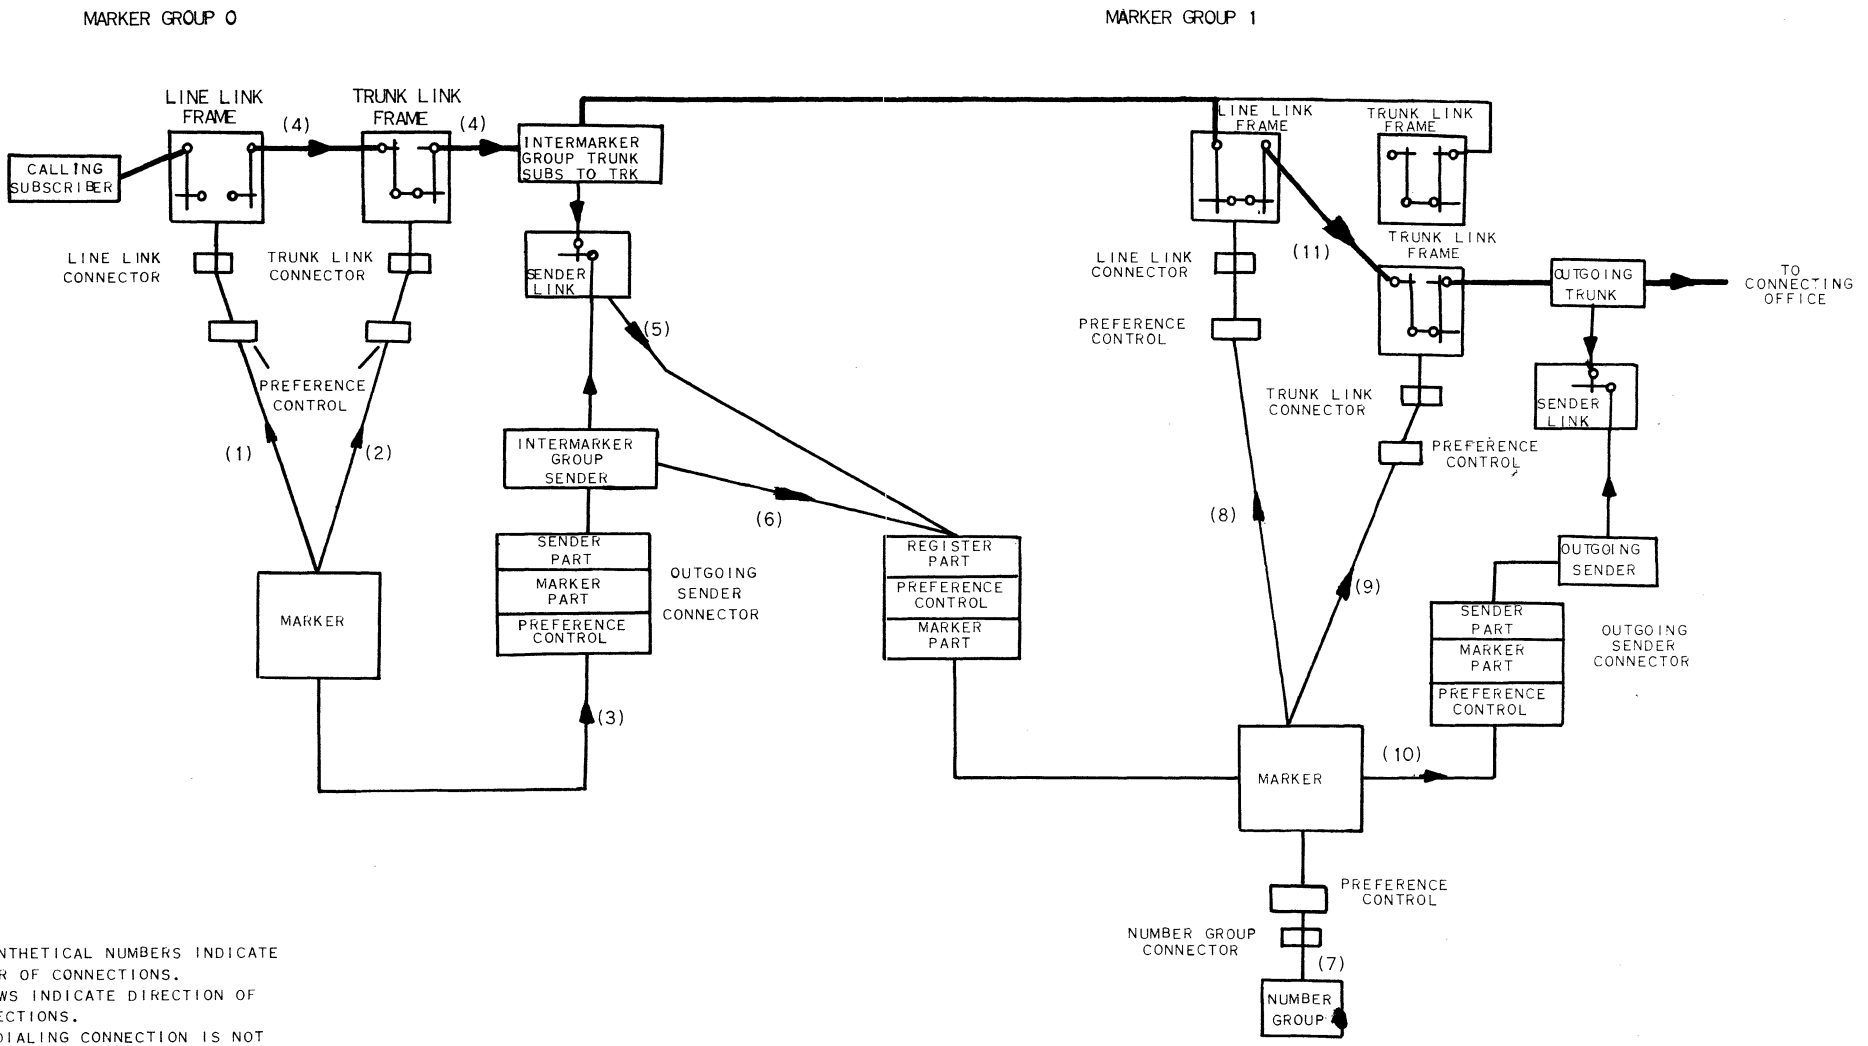 MARKER GROUP 0
MARKER GROUP 1
LINE LINK
FRAME
TRUNK LINK
FRAME
(4)
(4)
CALLING
SUBSCRIBER
INTERMARKER
GROUP TRUNK
SUBS TO TRK
LINE LINK
FRAME
TRUNK LINK
FRAME
LINE LINK
CONNECTOR
TRUNK LINK
CONNECTOR
SENDER
LINK
(5)
PREFERENCE
CONTROL
(1)
(2)
INTERMARKER
GROUP
SENDER
(6)
SENDER
PART
MARKER
PART
PREFERENCE
CONTROL
OUTGOING
SENDER
CONNECTOR
MARKER
(3)
REGISTER
PART
PREFERENCE
CONTROL
MARKER
PART
LINE LINK
CONNECTOR
(11)
TRUNK LINK
FRAME
OUTGOING
TRUNK
TO
CONNECTING
OFFICE
PREFERENCE
CONTROL
TRUNK LINK
CONNECTOR
SENDER
LINK
PREFERENCE
CONTROL
(8)
(9)
OUTGOING
SENDER
SENDER
PART
MARKER
PART
PREFERENCE
CONTROL
OUTGOING
SENDER
CONNECTOR
MARKER
(10)
PREFERENCE
CONTROL
NUMBER GROUP
CONNECTOR
(7)
NUMBER
GROUP
NTHETICAL NUMBERS INDICATE
R OF CONNECTIONS.
WS INDICATE DIRECTION OF
ECTIONS.
DIALING CONNECTION IS NOT